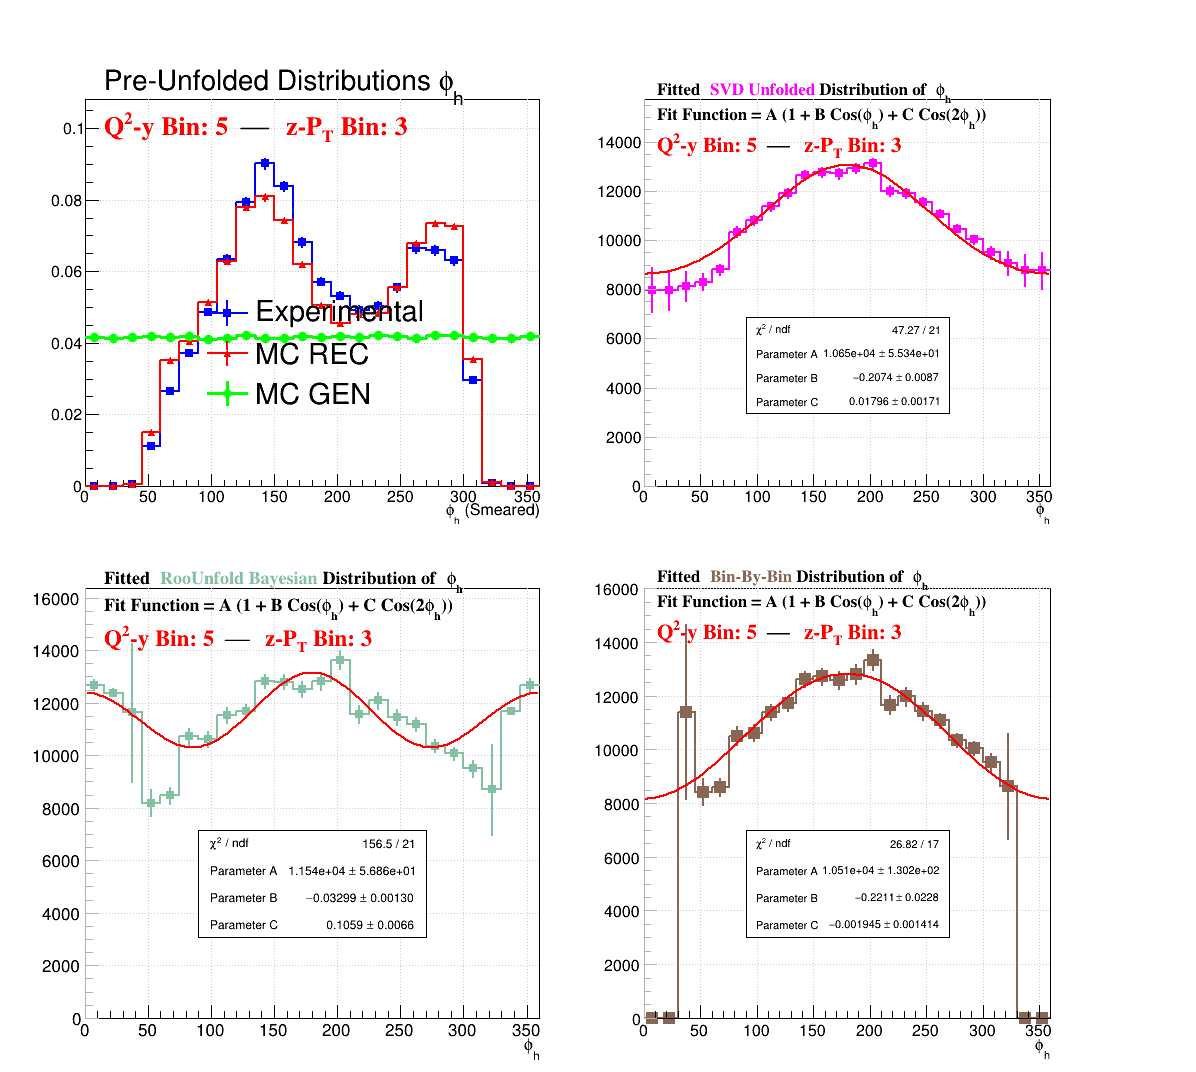 Pre-Unfolded Distributions ϕh
Q²-y Bin: 5 — z-PT Bin: 3
0.1
0.08
0.06
0.04
0.02
0
Experimental
MC REC
MC GEN
0 50 100 150 200 250 300 350
ϕh (Smeared)
Fitted SVD Unfolded Distribution of ϕh
Fit Function = A (1 + B Cos(ϕh) + C Cos(2ϕh))
Q²-y Bin: 5 — z-PT Bin: 3
14000
12000
10000
8000
6000
4000
2000
0
χ² / ndf 47.27 / 21
Parameter A 1.065e+04 ± 5.534e+01
Parameter B −0.2074 ± 0.0087
Parameter C 0.01796 ± 0.00171
0 50 100 150 200 250 300 350
ϕh
Fitted RooUnfold Bayesian Distribution of ϕh
Fit Function = A (1 + B Cos(ϕh) + C Cos(2ϕh))
Q²-y Bin: 5 — z-PT Bin: 3
16000
14000
12000
10000
8000
6000
4000
2000
0
χ² / ndf 156.5 / 21
Parameter A 1.154e+04 ± 5.686e+01
Parameter B −0.03299 ± 0.00130
Parameter C 0.1059 ± 0.0066
0 50 100 150 200 250 300 350
ϕh
Fitted Bin-By-Bin Distribution of ϕh
Fit Function = A (1 + B Cos(ϕh) + C Cos(2ϕh))
Q²-y Bin: 5 — z-PT Bin: 3
16000
14000
12000
10000
8000
6000
4000
2000
0
χ² / ndf 26.82 / 17
Parameter A 1.051e+04 ± 1.302e+02
Parameter B −0.2211 ± 0.0228
Parameter C −0.001945 ± 0.001414
0 50 100 150 200 250 300 350
ϕh